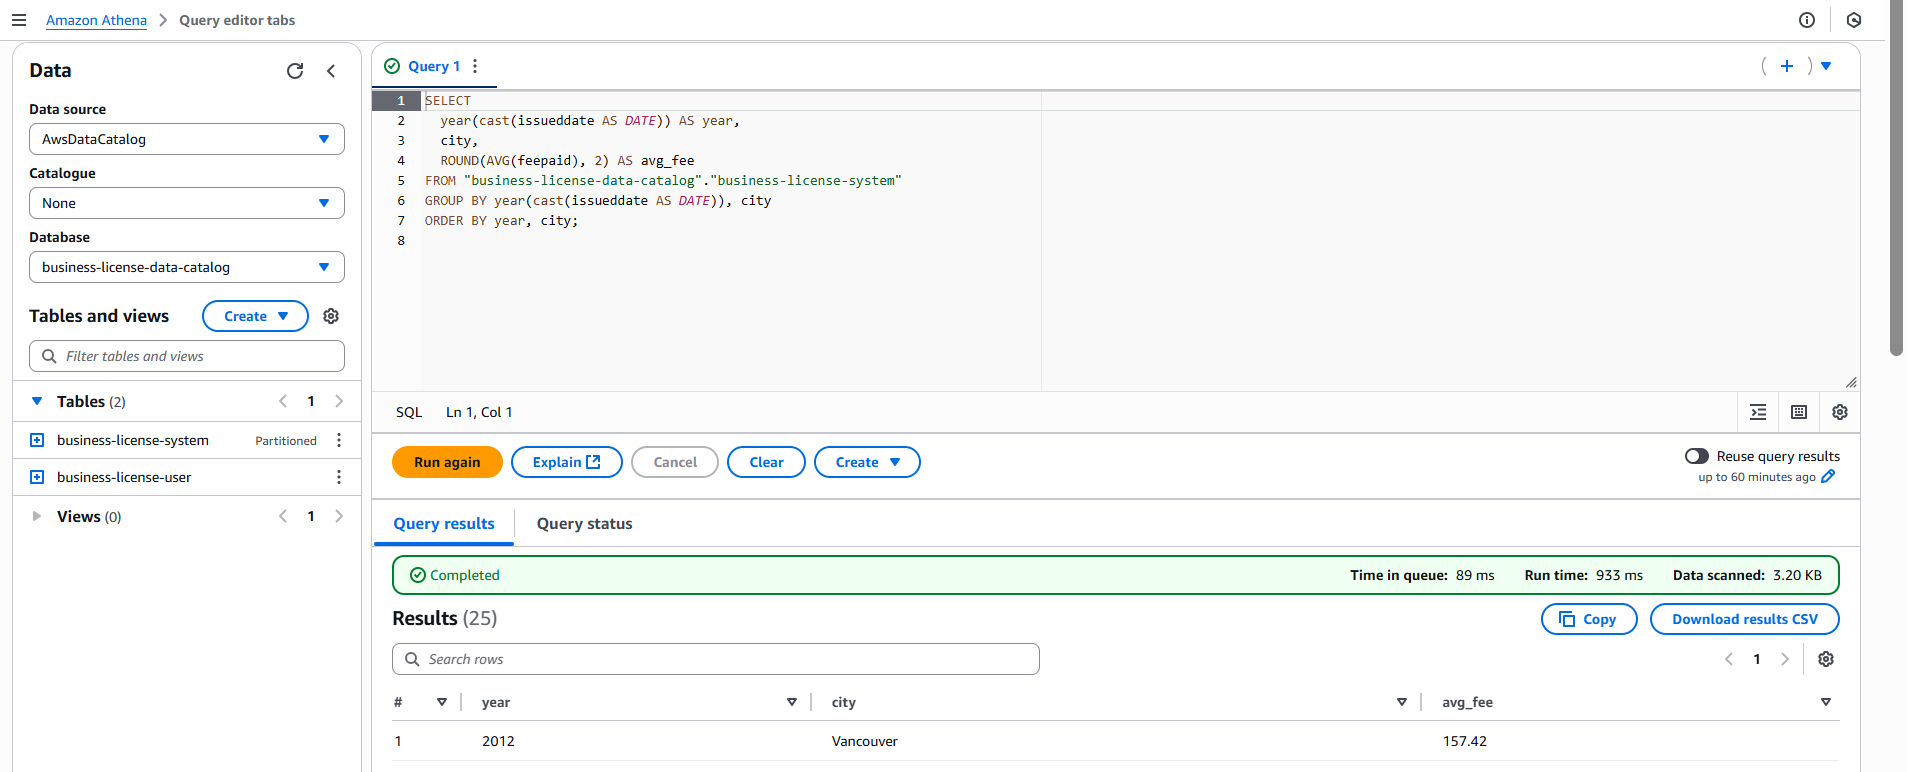 Amazon Athena > Query editor tabs
Data
Data source
AwsDataCatalog
Catalogue
None
Database
business-license-data-catalog
Tables and views
Create
Filter tables and views
Tables (2)
1
business-license-system
Partitioned
business-license-user
Views (0)
1
Query 1
1 SELECT
2 year(cast(issueddate AS DATE)) AS year,
3 city,
4 ROUND(AVG(feepaid), 2) AS avg_fee
5 FROM "business-license-data-catalog"."business-license-system"
6 GROUP BY year(cast(issueddate AS DATE)), city
7 ORDER BY year, city;
8
SQL Ln 1, Col 1
Run again Explain Cancel Clear Create
Reuse query results
up to 60 minutes ago
Query results Query status
Completed Time in queue: 89 ms Run time: 933 ms Data scanned: 3.20 KB
Results (25)
Copy Download results CSV
Search rows
1
# year city avg_fee
1 2012 Vancouver 157.42